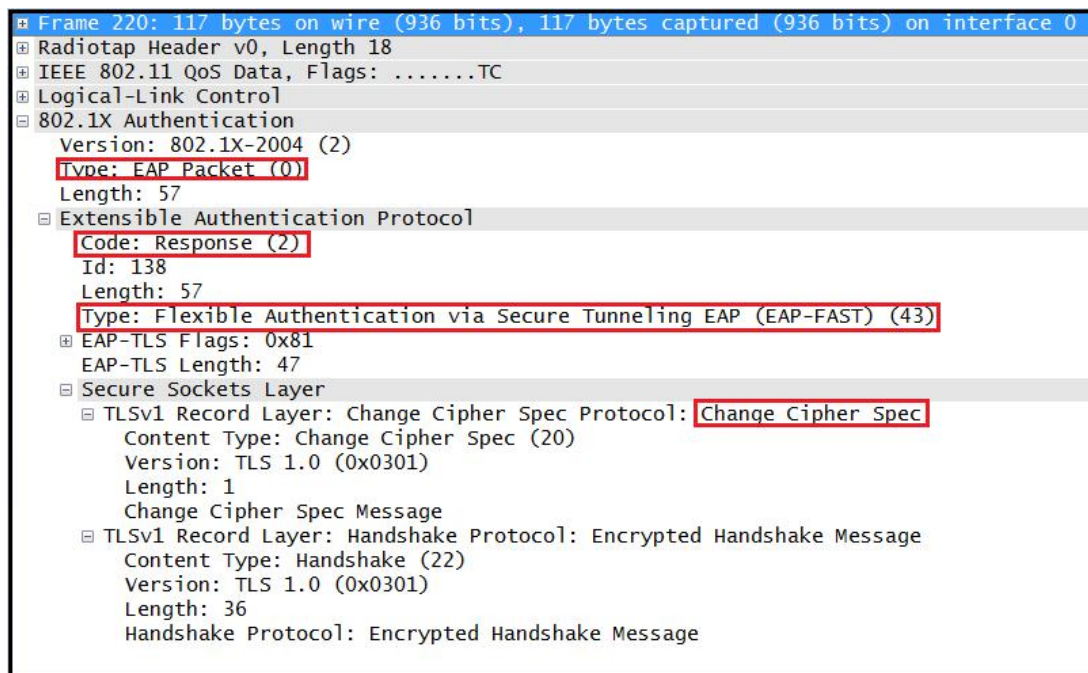 Frame 220: 117 bytes on wire (936 bits), 117 bytes captured (936 bits) on interface 0
Radiotap Header v0, Length 18
IEEE 802.11 QoS Data, Flags: .......TC
Logical-Link Control
802.1X Authentication
Version: 802.1X-2004 (2)
Type: EAP Packet (0)
Length: 57
Extensible Authentication Protocol
Code: Response (2)
Id: 138
Length: 57
Type: Flexible Authentication via Secure Tunneling EAP (EAP-FAST) (43)
EAP-TLS Flags: 0x81
EAP-TLS Length: 47
Secure Sockets Layer
TLSv1 Record Layer: Change Cipher Spec Protocol: Change Cipher Spec
Content Type: Change Cipher Spec (20)
Version: TLS 1.0 (0x0301)
Length: 1
Change Cipher Spec Message
TLSv1 Record Layer: Handshake Protocol: Encrypted Handshake Message
Content Type: Handshake (22)
Version: TLS 1.0 (0x0301)
Length: 36
Handshake Protocol: Encrypted Handshake Message